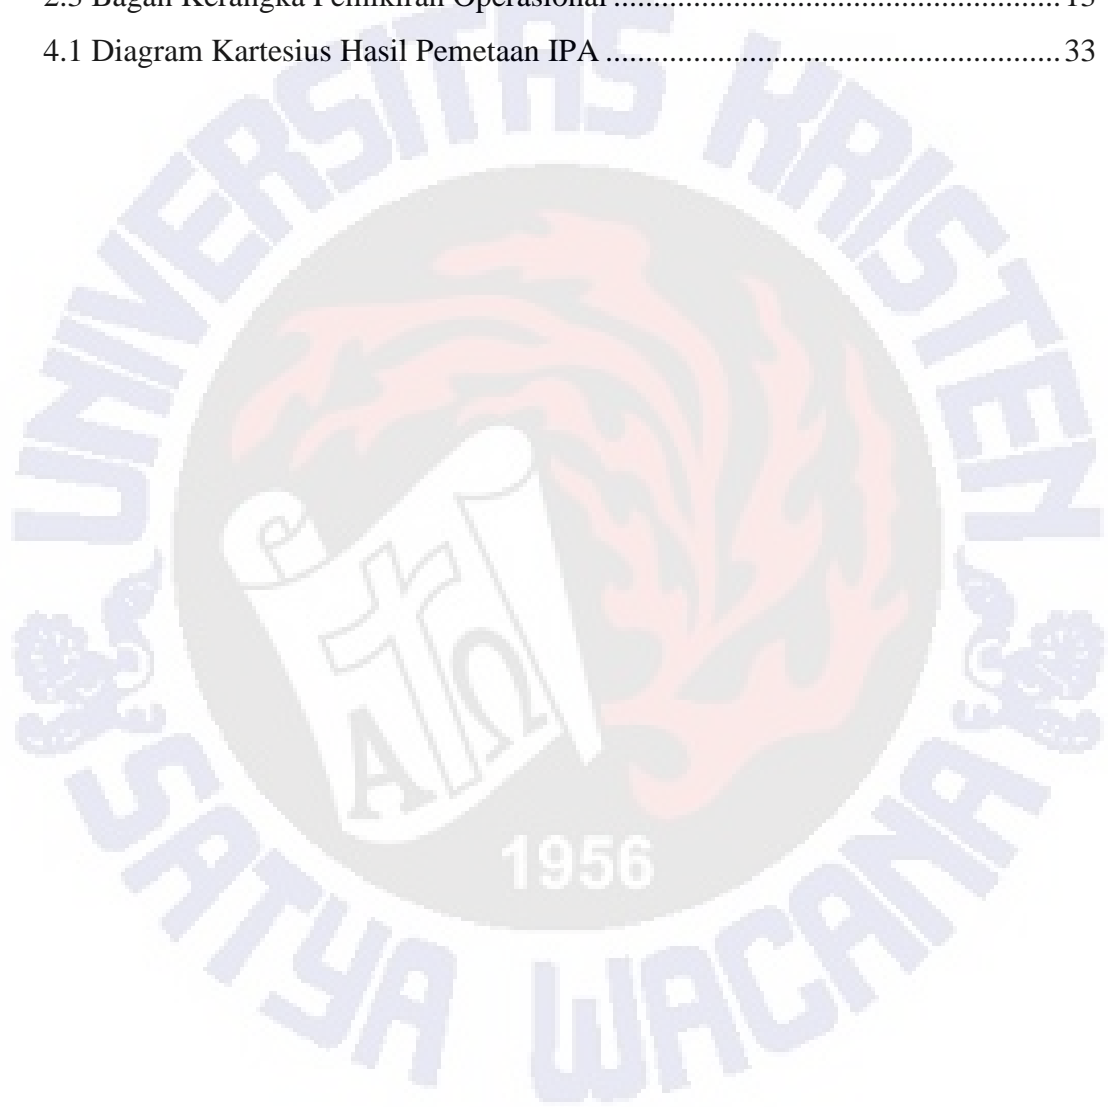 2.3 Bagan Kerangka Pemikiran Operasional ........................................................ 13
4.1 Diagram Kartesius Hasil Pemetaan IPA ......................................................... 33
UNIVERSITAS KRISTEN
Α Ω
1956
SATYA WACANA